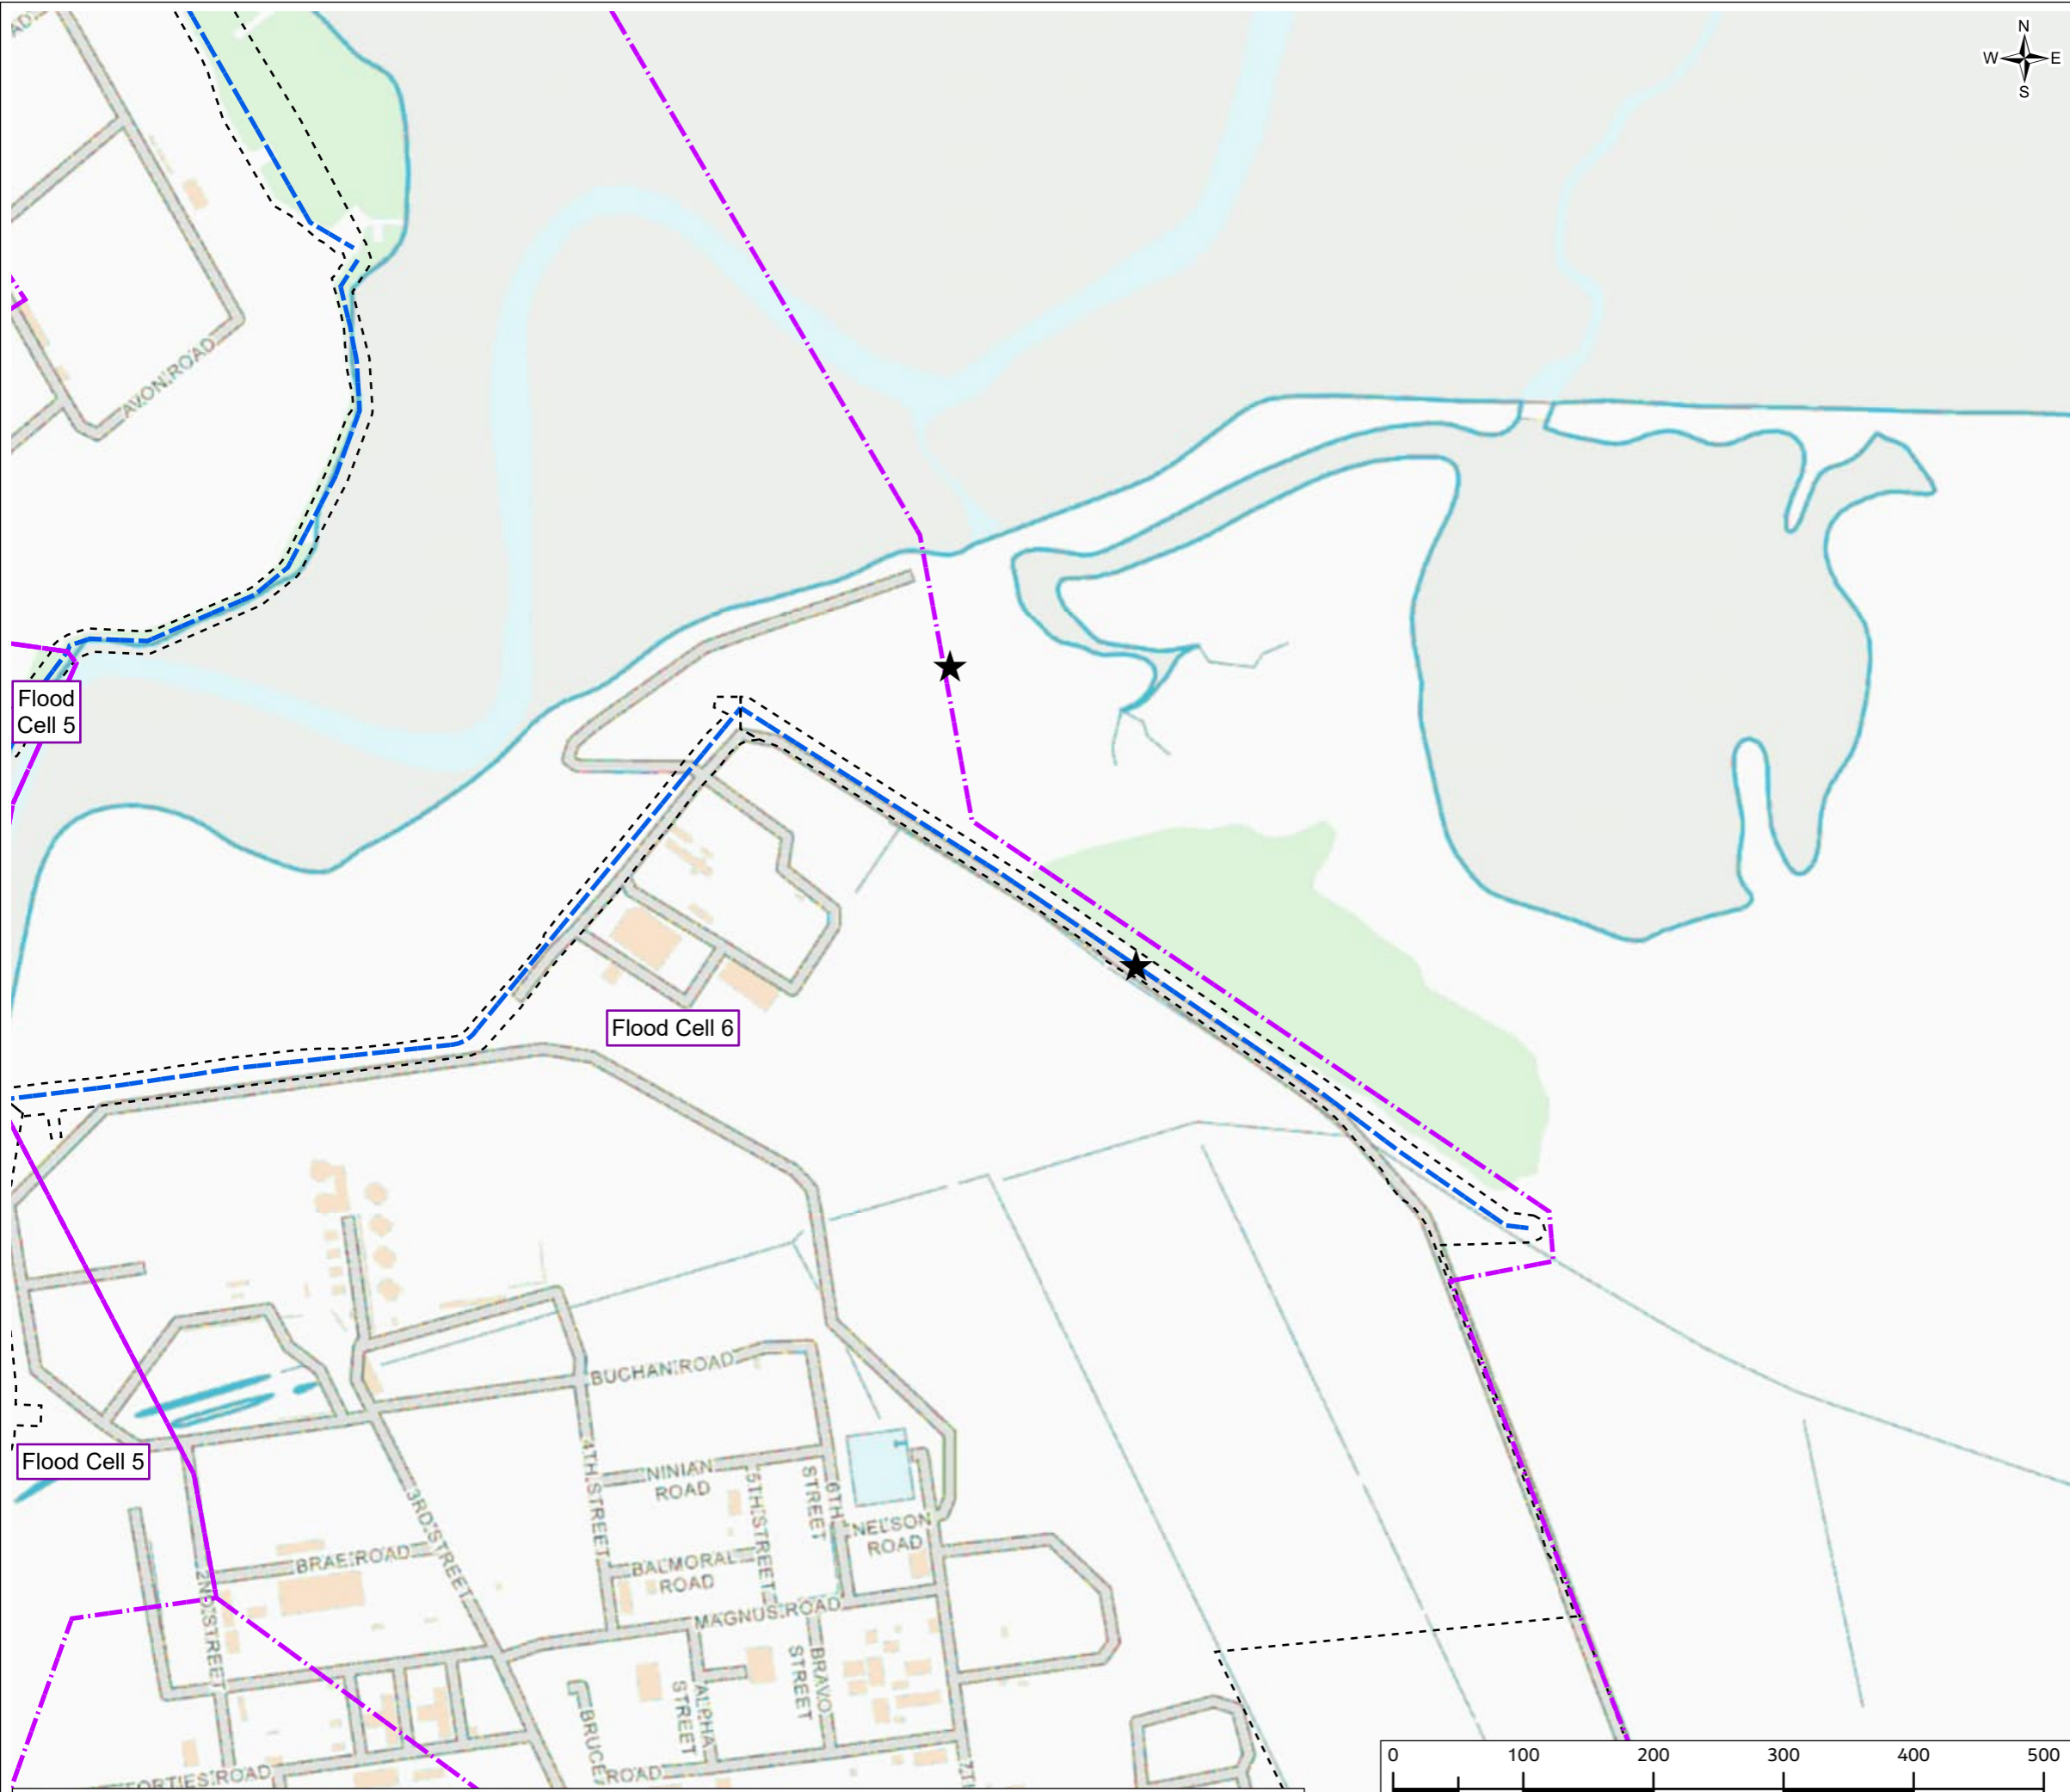 N
W E
S
AVON ROAD
Flood
Cell 5
Flood Cell 6
BUCHAN ROAD
Flood Cell 5
NINIAN
ROAD
4TH STREET
5TH STREET
6TH
STREET
NELSON
ROAD
3RD STREET
BRAE ROAD
BALMORAL
ROAD
2ND STREET
MAGNUS ROAD
ALPHA
STREET
BRAVO
STREET
BRUCE
ROAD
FORTIES ROAD
0 100 200 300 400 500